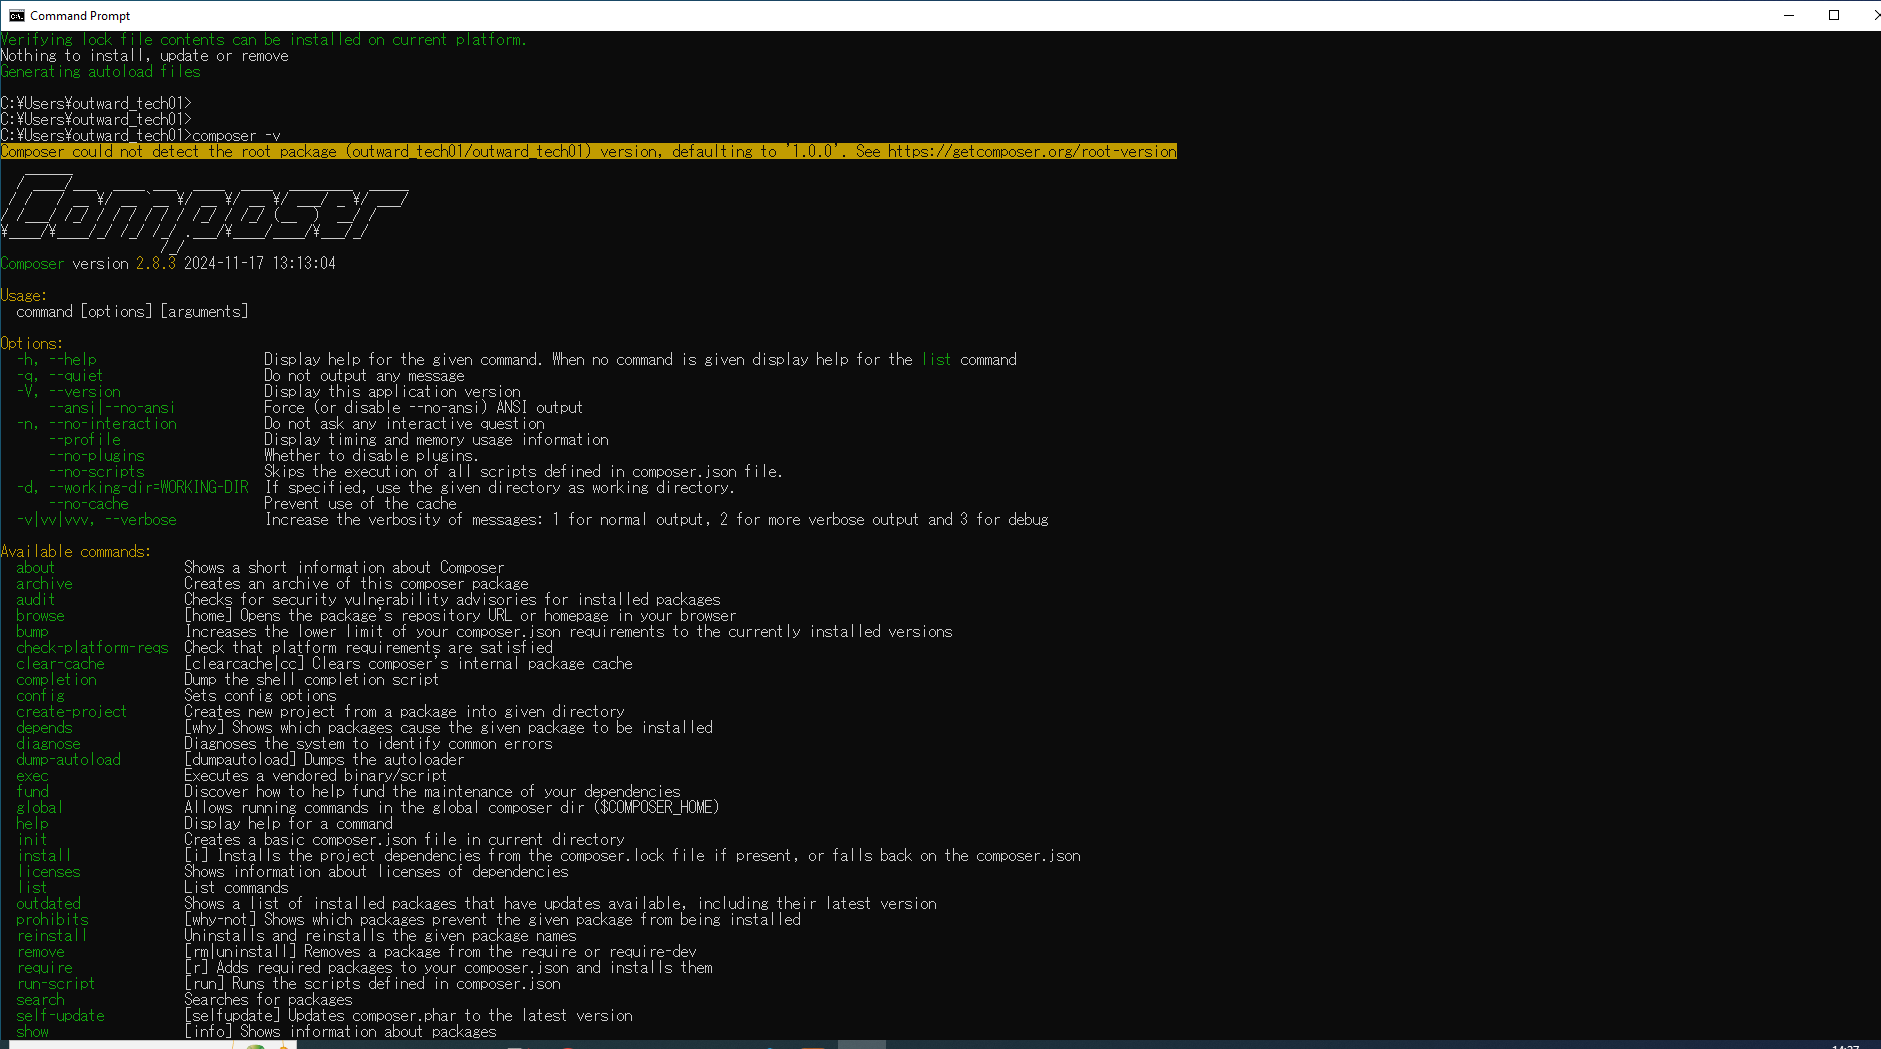 Command Prompt
Verifying lock file contents can be installed on current platform.
Nothing to install, update or remove
Generating autoload files
C:¥Users¥outward_tech01>
C:¥Users¥outward_tech01>
C:¥Users¥outward_tech01>composer -v
Composer could not detect the root package (outward_tech01/outward_tech01) version, defaulting to '1.0.0'. See https://getcomposer.org/root-version
Composer
Composer version 2.8.3 2024-11-17 13:13:04
Usage:
command [options] [arguments]
Options:
-h, --help Display help for the given command. When no command is given display help for the list command
-q, --quiet Do not output any message
-V, --version Display this application version
--ansi|--no-ansi Force (or disable --no-ansi) ANSI output
-n, --no-interaction Do not ask any interactive question
--profile Display timing and memory usage information
--no-plugins Whether to disable plugins.
--no-scripts Skips the execution of all scripts defined in composer.json file.
-d, --working-dir=WORKING-DIR If specified, use the given directory as working directory.
--no-cache Prevent use of the cache
-v|vv|vvv, --verbose Increase the verbosity of messages: 1 for normal output, 2 for more verbose output and 3 for debug
Available commands:
about Shows a short information about Composer
archive Creates an archive of this composer package
audit Checks for security vulnerability advisories for installed packages
browse [home] Opens the package's repository URL or homepage in your browser
bump Increases the lower limit of your composer.json requirements to the currently installed versions
check-platform-reqs Check that platform requirements are satisfied
clear-cache [clearcache|cc] Clears composer's internal package cache
completion Dump the shell completion script
config Sets config options
create-project Creates new project from a package into given directory
depends [why] Shows which packages cause the given package to be installed
diagnose Diagnoses the system to identify common errors
dump-autoload [dumpautoload] Dumps the autoloader
exec Executes a vendored binary/script
fund Discover how to help fund the maintenance of your dependencies
global Allows running commands in the global composer dir ($COMPOSER_HOME)
help Display help for a command
init Creates a basic composer.json file in current directory
install [i] Installs the project dependencies from the composer.lock file if present, or falls back on the composer.json
licenses Shows information about licenses of dependencies
list List commands
outdated Shows a list of installed packages that have updates available, including their latest version
prohibits [why-not] Shows which packages prevent the given package from being installed
reinstall Uninstalls and reinstalls the given package names
remove [rm|uninstall] Removes a package from the require or require-dev
require [r] Adds required packages to your composer.json and installs them
run-script [run] Runs the scripts defined in composer.json
search Searches for packages
self-update [selfupdate] Updates composer.phar to the latest version
show [info] Shows information about packages